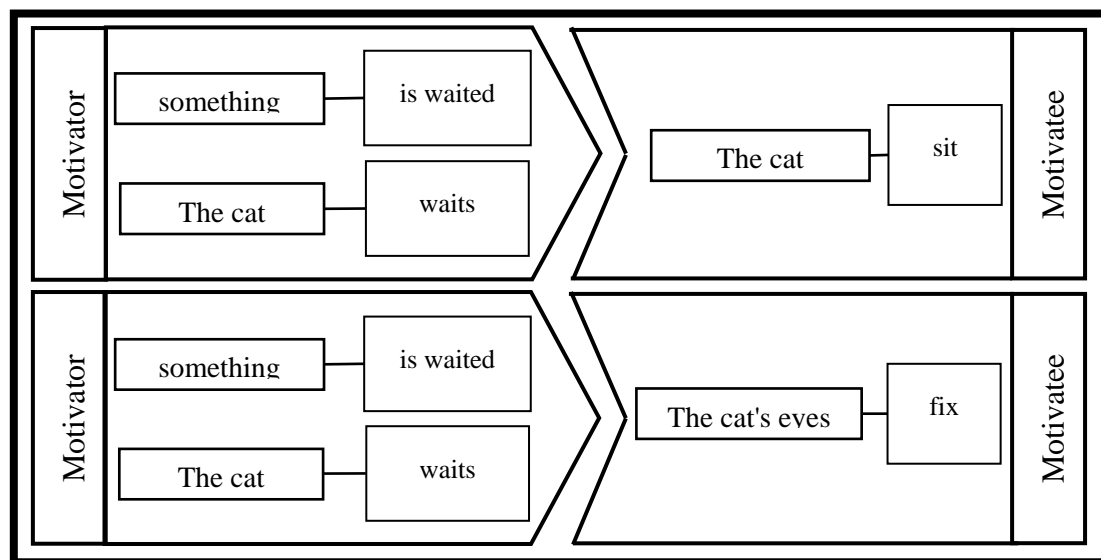 Motivator
something
is waited
The cat
waits
The cat
sit
Motivatee
Motivator
something
is waited
The cat
waits
The cat's eyes
fix
Motivatee